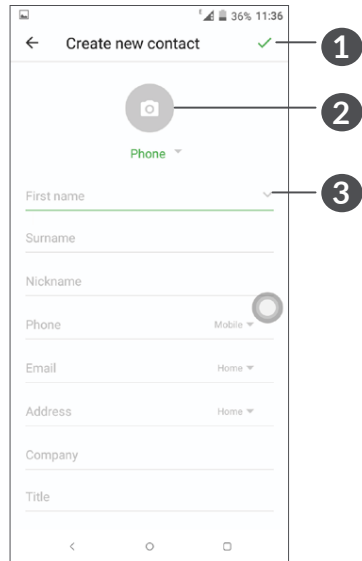 36% 11:36
Create new contact
1
2
Phone
First name
3
Surname
Nickname
Phone Mobile
Email Home
Address Home
Company
Title